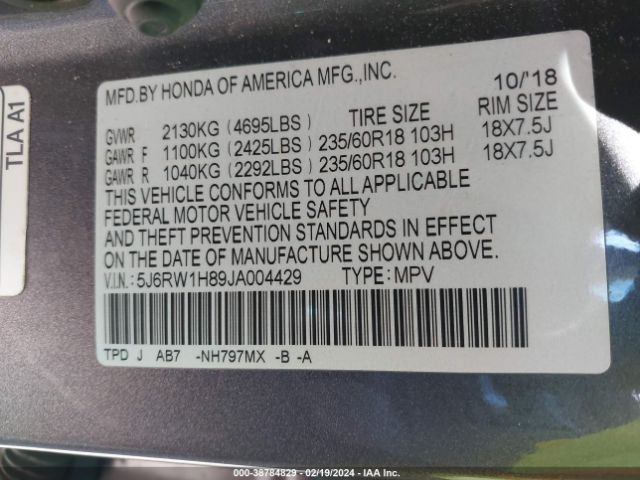 TLA A1
MFD.BY HONDA OF AMERICA MFG.,INC. 10/'18
GVWR 2130KG (4695LBS) TIRE SIZE RIM SIZE
GAWR F 1100KG (2425LBS) 235/60R18 103H 18X7.5J
GAWR R 1040KG (2292LBS) 235/60R18 103H 18X7.5J
THIS VEHICLE CONFORMS TO ALL APPLICABLE
FEDERAL MOTOR VEHICLE SAFETY
AND THEFT PREVENTION STANDARDS IN EFFECT
ON THE DATE OF MANUFACTURE SHOWN ABOVE.
V.I.N.: 5J6RW1H89JA004429 TYPE: MPV
TPD J AB7 -NH797MX -B -A
000-38784829 - 02/19/2024 - IAA Inc.